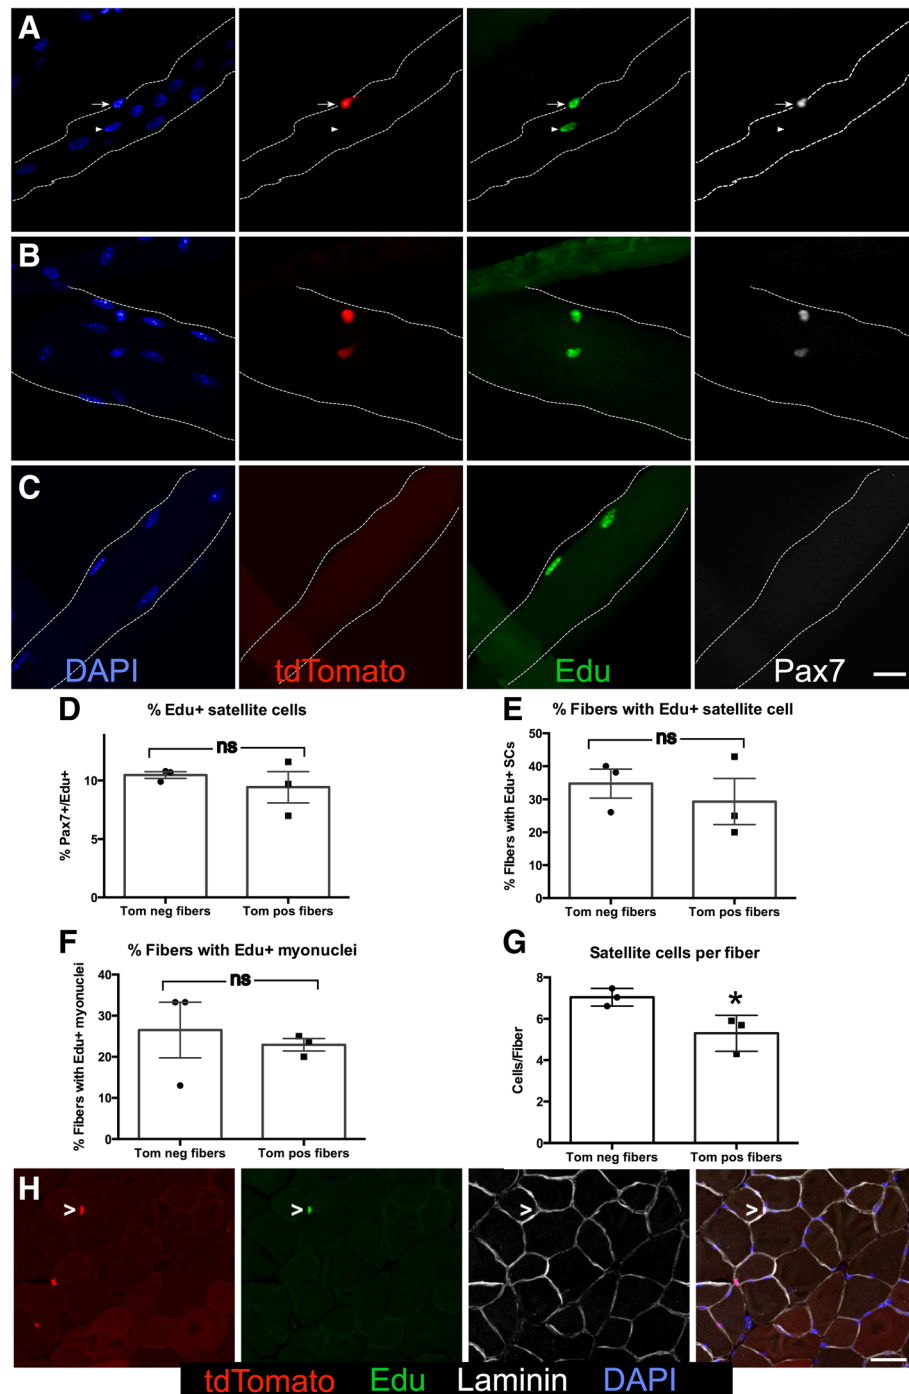 A
B
C
DAPI tdTomato Edu Pax7
D % Edu+ satellite cells
ns
% Pax7+/Edu+
10
5
0
Tom neg fibers Tom pos fibers
E % Fibers with Edu+ satellite cell
ns
% Fibers with Edu+ SCs
50
40
30
20
10
0
Tom neg fibers Tom pos fibers
F % Fibers with Edu+ myonuclei
ns
% Fibers with Edu+ myonuclei
40
30
20
10
0
Tom neg fibers Tom pos fibers
G Satellite cells per fiber
*
Cells/Fiber
8
6
4
2
0
Tom neg fibers Tom pos fibers
H
> > > >
tdTomato Edu Laminin DAPI